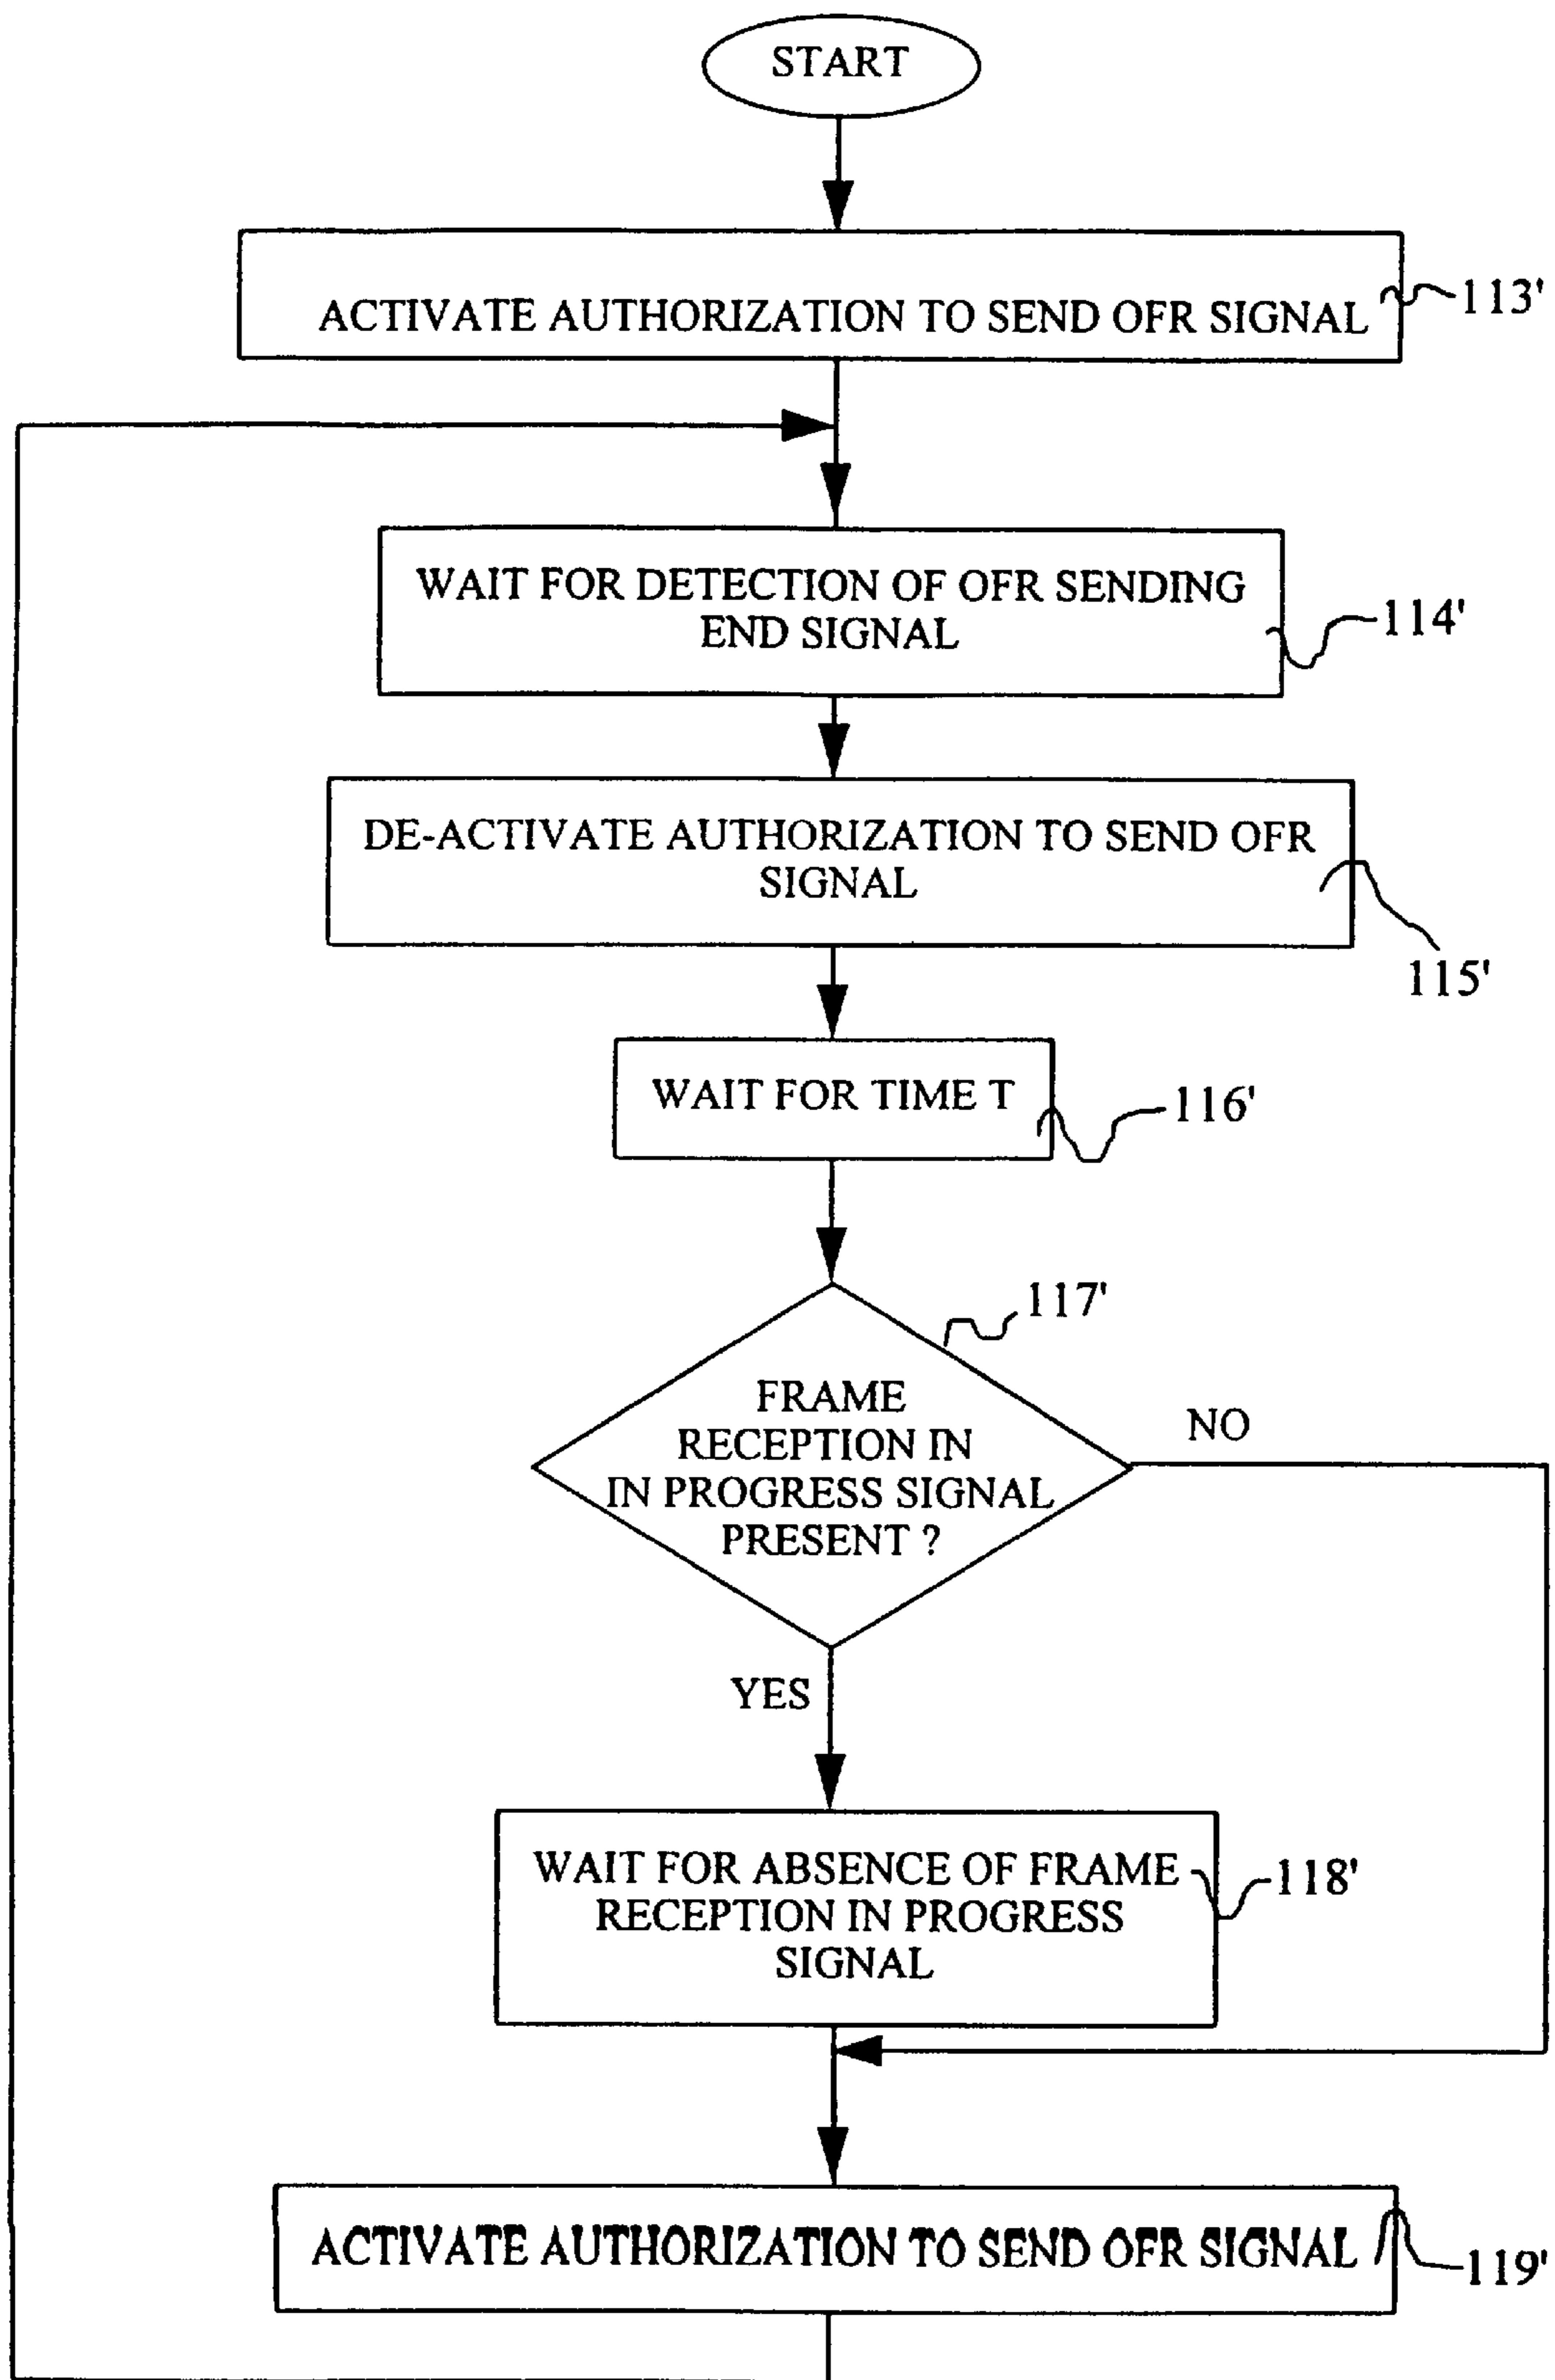 START
ACTIVATE AUTHORIZATION TO SEND OFR SIGNAL
113'
WAIT FOR DETECTION OF OFR SENDING
END SIGNAL
114'
DE-ACTIVATE AUTHORIZATION TO SEND OFR
SIGNAL
115'
WAIT FOR TIME T
116'
117'
FRAME
RECEPTION IN
IN PROGRESS SIGNAL
PRESENT ?
NO
YES
WAIT FOR ABSENCE OF FRAME
RECEPTION IN PROGRESS
SIGNAL
118'
ACTIVATE AUTHORIZATION TO SEND OFR SIGNAL
119'